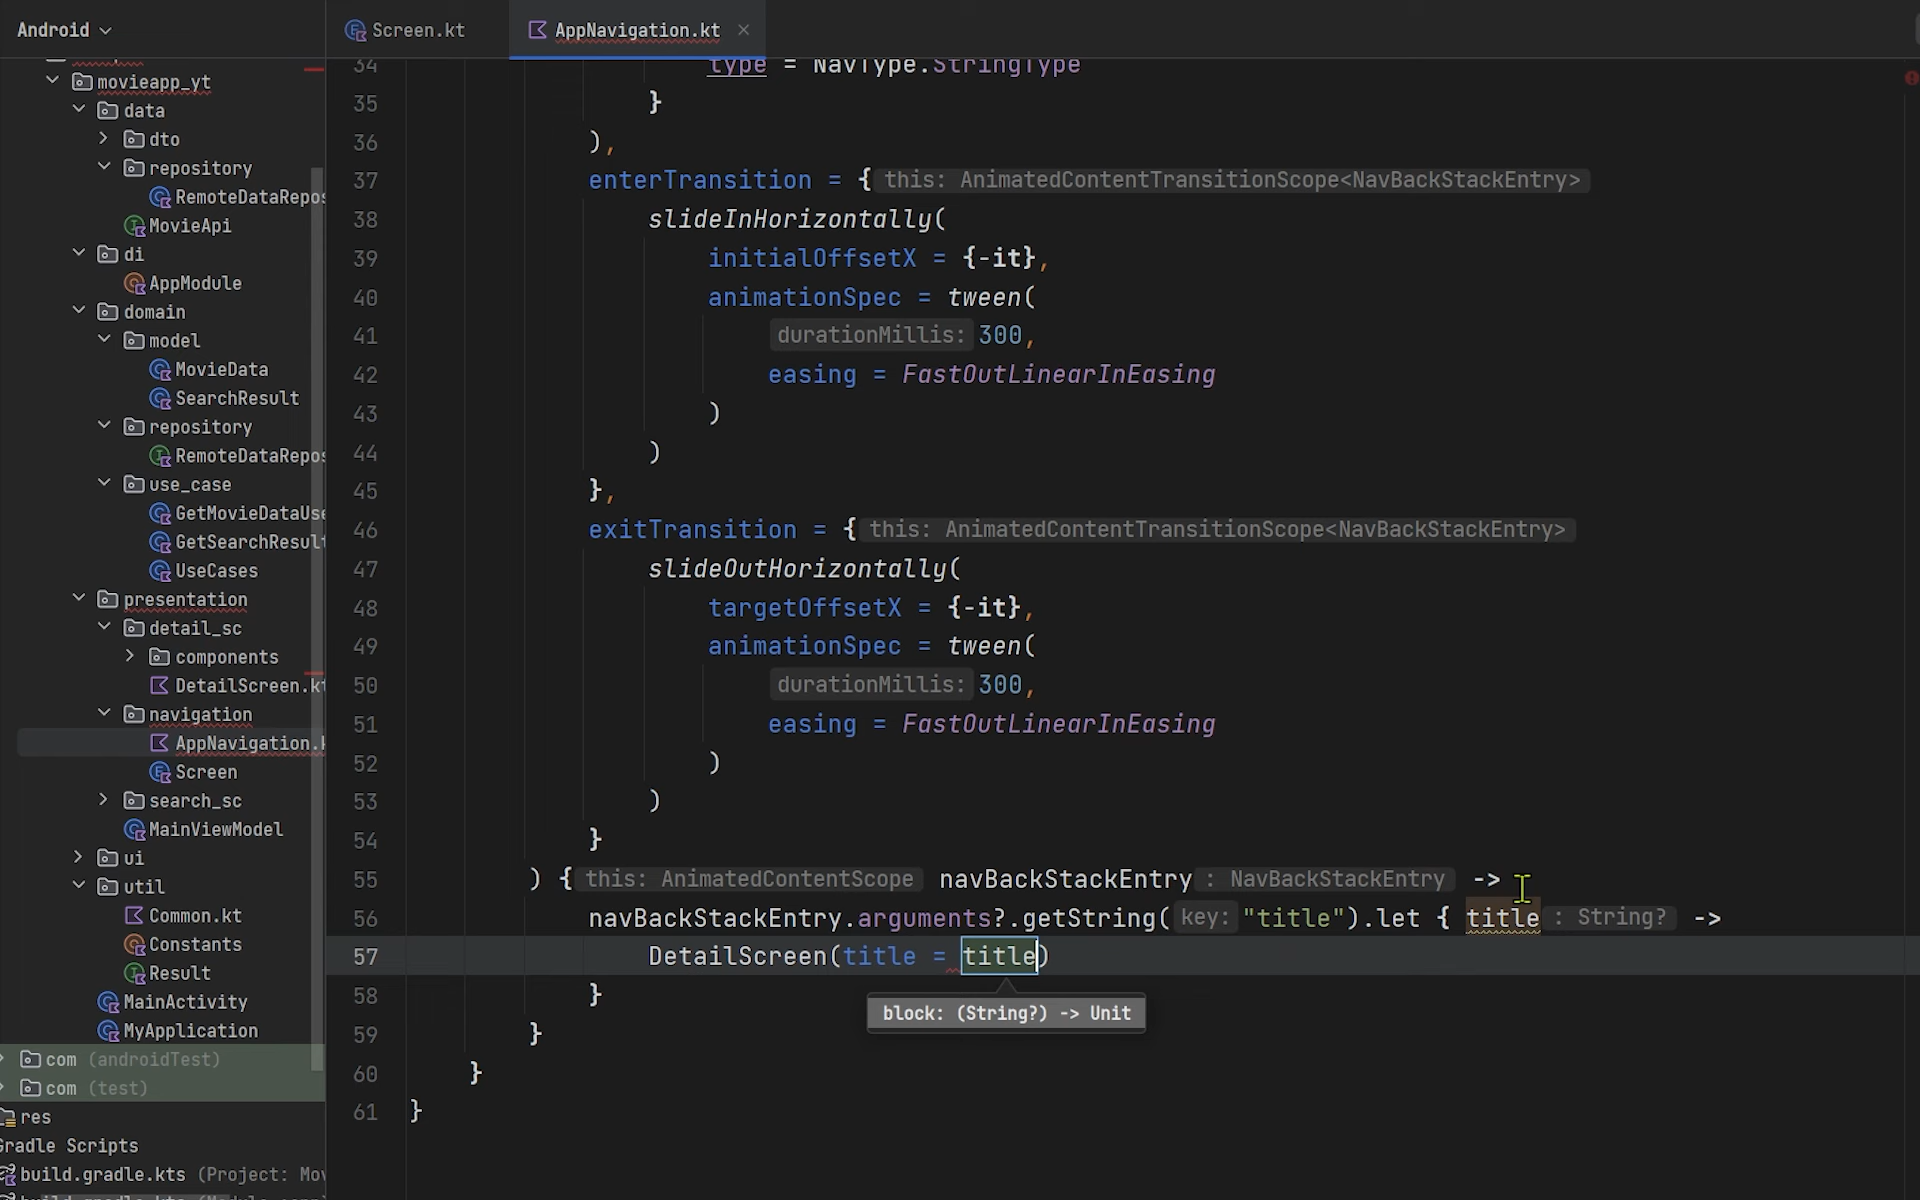 Android
Screen.kt
AppNavigation.kt
movieapp_yt
data
dto
repository
RemoteDataRepos
MovieApi
di
AppModule
domain
model
MovieData
SearchResult
repository
RemoteDataRepos
use_case
GetMovieDataUse
GetSearchResult
UseCases
presentation
detail_sc
components
DetailScreen.kt
navigation
AppNavigation.k
Screen
search_sc
MainViewModel
ui
util
Common.kt
Constants
Result
MainActivity
MyApplication
com (androidTest)
com (test)
res
Gradle Scripts
build.gradle.kts (Project: Mov
34 type = NavType.StringType
35 }
36 ),
37 enterTransition = { this: AnimatedContentTransitionScope<NavBackStackEntry>
38 slideInHorizontally(
39 initialOffsetX = {-it},
40 animationSpec = tween(
41 durationMillis: 300,
42 easing = FastOutLinearInEasing
43 )
44 )
45 },
46 exitTransition = { this: AnimatedContentTransitionScope<NavBackStackEntry>
47 slideOutHorizontally(
48 targetOffsetX = {-it},
49 animationSpec = tween(
50 durationMillis: 300,
51 easing = FastOutLinearInEasing
52 )
53 )
54 }
55 ) { this: AnimatedContentScope navBackStackEntry : NavBackStackEntry ->
56 navBackStackEntry.arguments?.getString( key: "title").let { title : String? ->
57 DetailScreen(title = title)
58 }
block: (String?) -> Unit
59 }
60 }
61 }